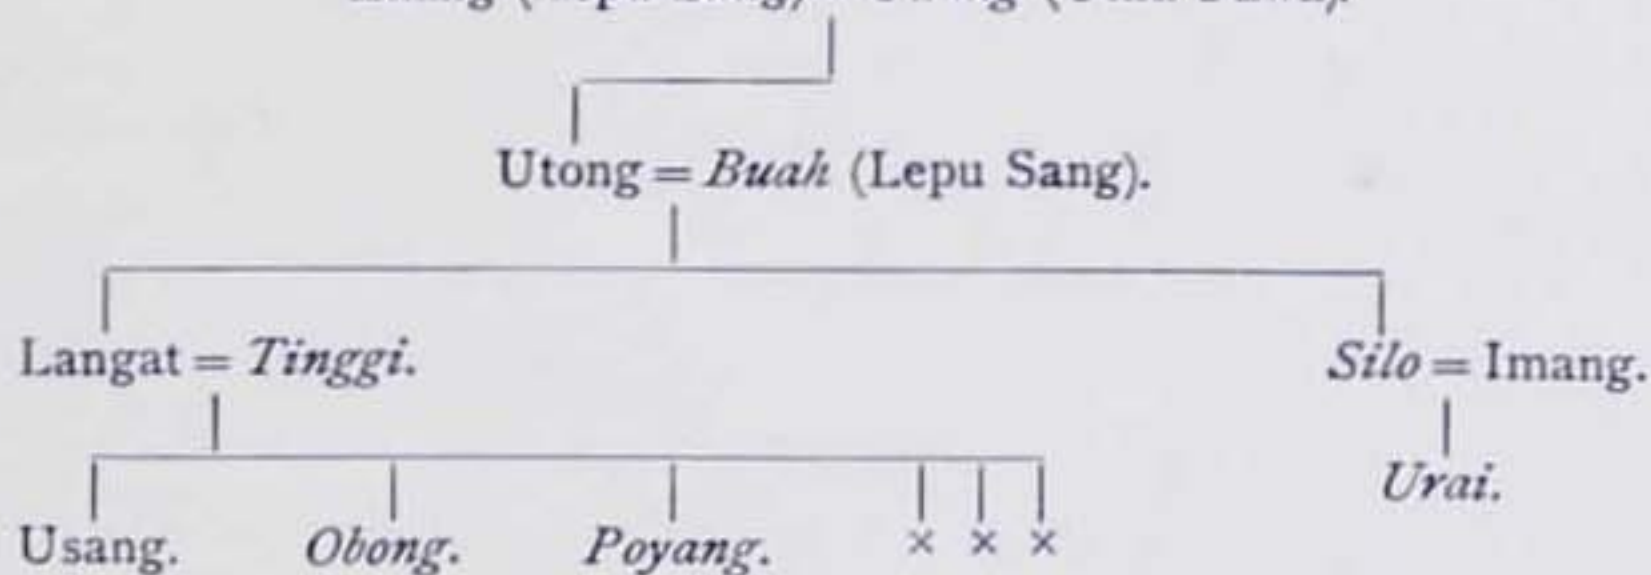 Utong = Buah (Lepu Sang).
Langat = Tinggi. Silo = Imang.
Urai.
Usang. Obong. Poyang. × × ×